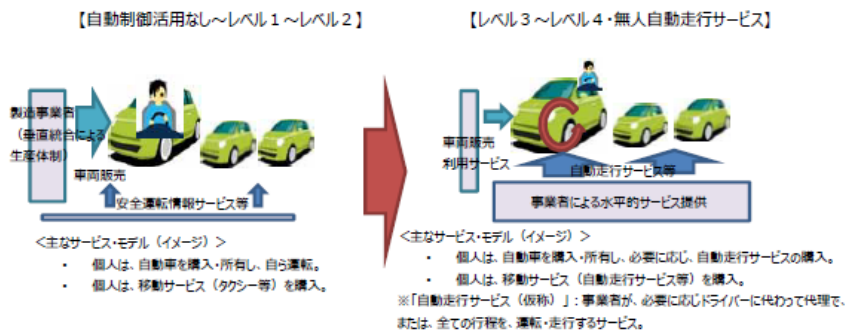 【自動制御活用なし～レベル１～レベル２】
製造事業者
（垂直統合による
生産体制）
車両販売
安全運転情報サービス等
＜主なサービス・モデル（イメージ）＞
・ 個人は、自動車を購入・所有し、自ら運転。
・ 個人は、移動サービス（タクシー等）を購入。
【レベル３～レベル４・無人自動走行サービス】
車両販売
利用サービス
自動走行サービス等
事業者による水平的サービス提供
＜主なサービス・モデル（イメージ）＞
・ 個人は、自動車を購入・所有し、必要に応じ、自動走行サービスの購入。
・ 個人は、移動サービス（自動走行サービス等）を購入。
※「自動走行サービス（仮称）」：事業者が、必要に応じドライバーに代わって代理で、
または、全ての行程を、運転・走行するサービス。